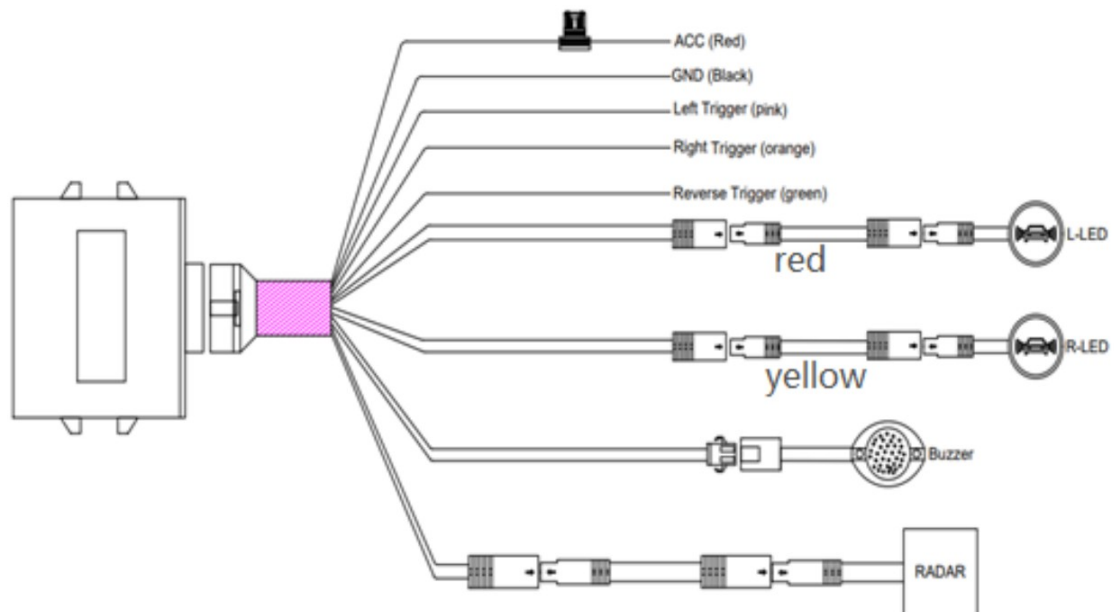 ACC (Red)
GND (Black)
Left Trigger (pink)
Right Trigger (orange)
Reverse Trigger (green)
L-LED
red
R-LED
yellow
Buzzer
RADAR